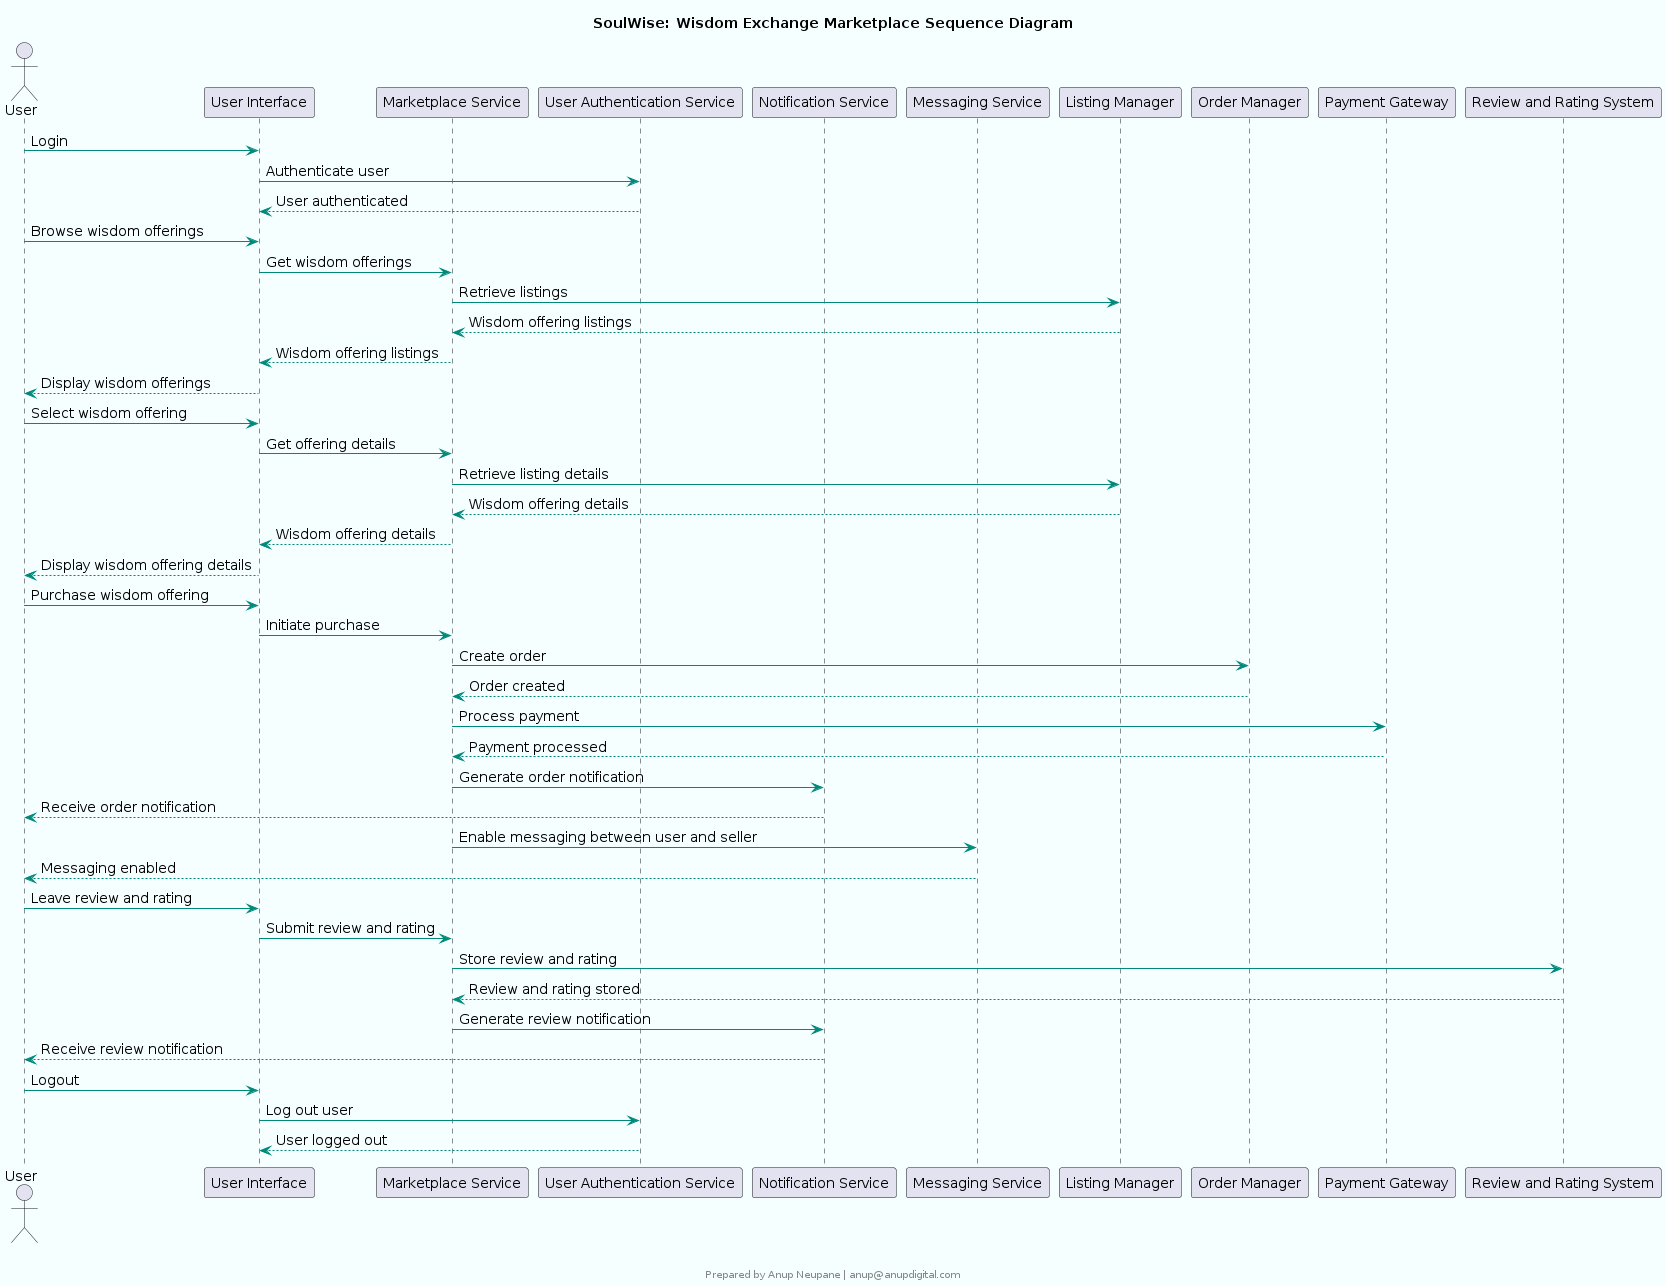 SoulWise: Wisdom Exchange Marketplace Sequence Diagram
User
User Interface
Marketplace Service
User Authentication Service
Notification Service
Messaging Service
Listing Manager
Order Manager
Payment Gateway
Review and Rating System
Login
Authenticate user
User authenticated
Browse wisdom offerings
Get wisdom offerings
Retrieve listings
Wisdom offering listings
Wisdom offering listings
Display wisdom offerings
Select wisdom offering
Get offering details
Retrieve listing details
Wisdom offering details
Wisdom offering details
Display wisdom offering details
Purchase wisdom offering
Initiate purchase
Create order
Order created
Process payment
Payment processed
Generate order notification
Receive order notification
Enable messaging between user and seller
Messaging enabled
Leave review and rating
Submit review and rating
Store review and rating
Review and rating stored
Generate review notification
Receive review notification
Logout
Log out user
User logged out
User
User Interface
Marketplace Service
User Authentication Service
Notification Service
Messaging Service
Listing Manager
Order Manager
Payment Gateway
Review and Rating System
Prepared by Anup Neupane | anup@anupdigital.com